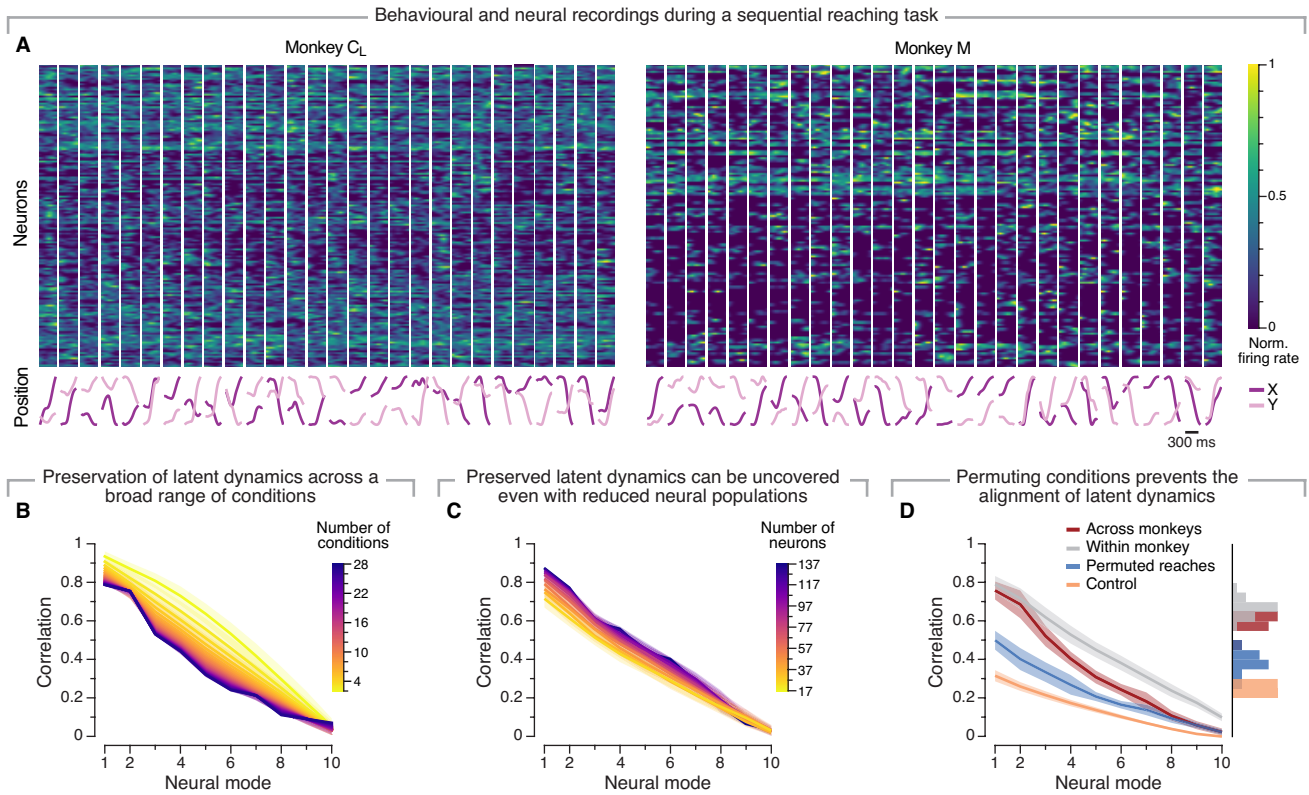 Behavioural and neural recordings during a sequential reaching task
A
Monkey CL
Monkey M
Neurons
1
0.5
0
Norm.
firing rate
Position
X
Y
300 ms
Preservation of latent dynamics across a
broad range of conditions
B
Number of
conditions
28
20
10
2
1
0.8
0.6
0.4
0.2
0
Correlation
1 2 4 6 8 10
Neural mode
Preserved latent dynamics can be uncovered
even with reduced neural populations
C
Number of
neurons
137
117
97
77
57
37
17
1
0.8
0.6
0.4
0.2
0
Correlation
1 2 4 6 8 10
Neural mode
Permuting conditions prevents the
alignment of latent dynamics
D
Across monkeys
Within monkey
Permuted reaches
Control
1
0.8
0.6
0.4
0.2
0
Correlation
1 2 4 6 8 10
Neural mode